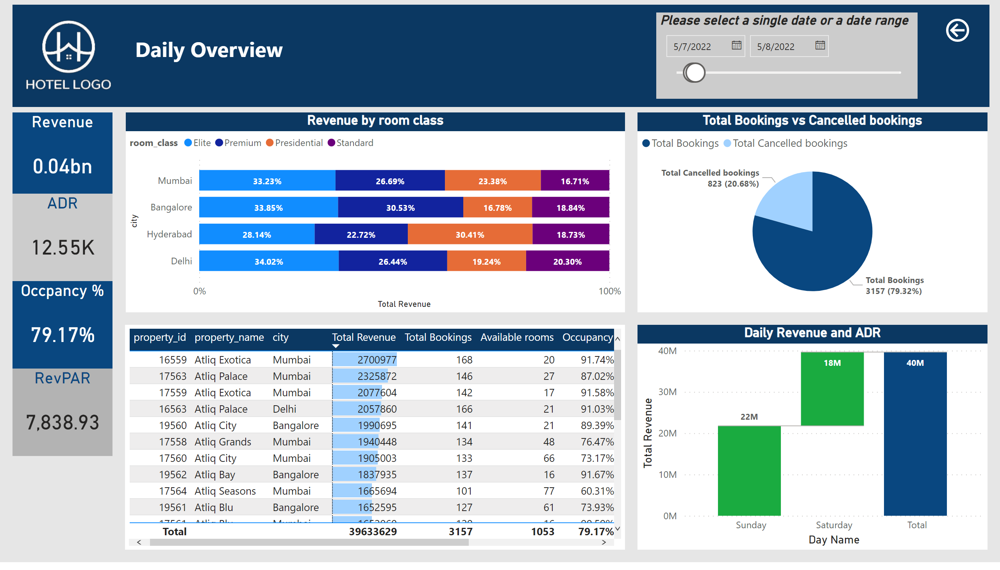 HOTEL LOGO
Daily Overview
Please select a single date or a date range
5/7/2022 5/8/2022
Revenue
0.04bn
ADR
12.55K
Occpancy %
79.17%
RevPAR
7,838.93
Revenue by room class
room_class Elite Premium Presidential Standard
city
Mumbai 33.23% 26.69% 23.38% 16.71%
Bangalore 33.85% 30.53% 16.78% 18.84%
Hyderabad 28.14% 22.72% 30.41% 18.73%
Delhi 34.02% 26.44% 19.24% 20.30%
0% 100%
Total Revenue
Total Bookings vs Cancelled bookings
Total Bookings Total Cancelled bookings
Total Cancelled bookings
823 (20.68%)
Total Bookings
3157 (79.32%)
property_id property_name city Total Revenue Total Bookings Available rooms Occupancy
16559 Atliq Exotica Mumbai 2700977 168 20 91.74%
17563 Atliq Palace Mumbai 2325872 146 27 87.02%
17559 Atliq Exotica Mumbai 2077604 142 17 91.58%
16563 Atliq Palace Delhi 2057860 166 21 91.03%
19560 Atliq City Bangalore 1990695 141 21 89.39%
17558 Atliq Grands Mumbai 1940448 134 48 76.47%
17560 Atliq City Mumbai 1905003 133 66 73.17%
19562 Atliq Bay Bangalore 1837935 137 16 91.67%
17564 Atliq Seasons Mumbai 1665694 101 77 60.31%
19561 Atliq Blu Bangalore 1652595 127 61 73.93%
Total 39633629 3157 1053 79.17%
Daily Revenue and ADR
Total Revenue
40M
30M
20M
10M
0M
22M
18M
40M
Sunday Saturday Total
Day Name